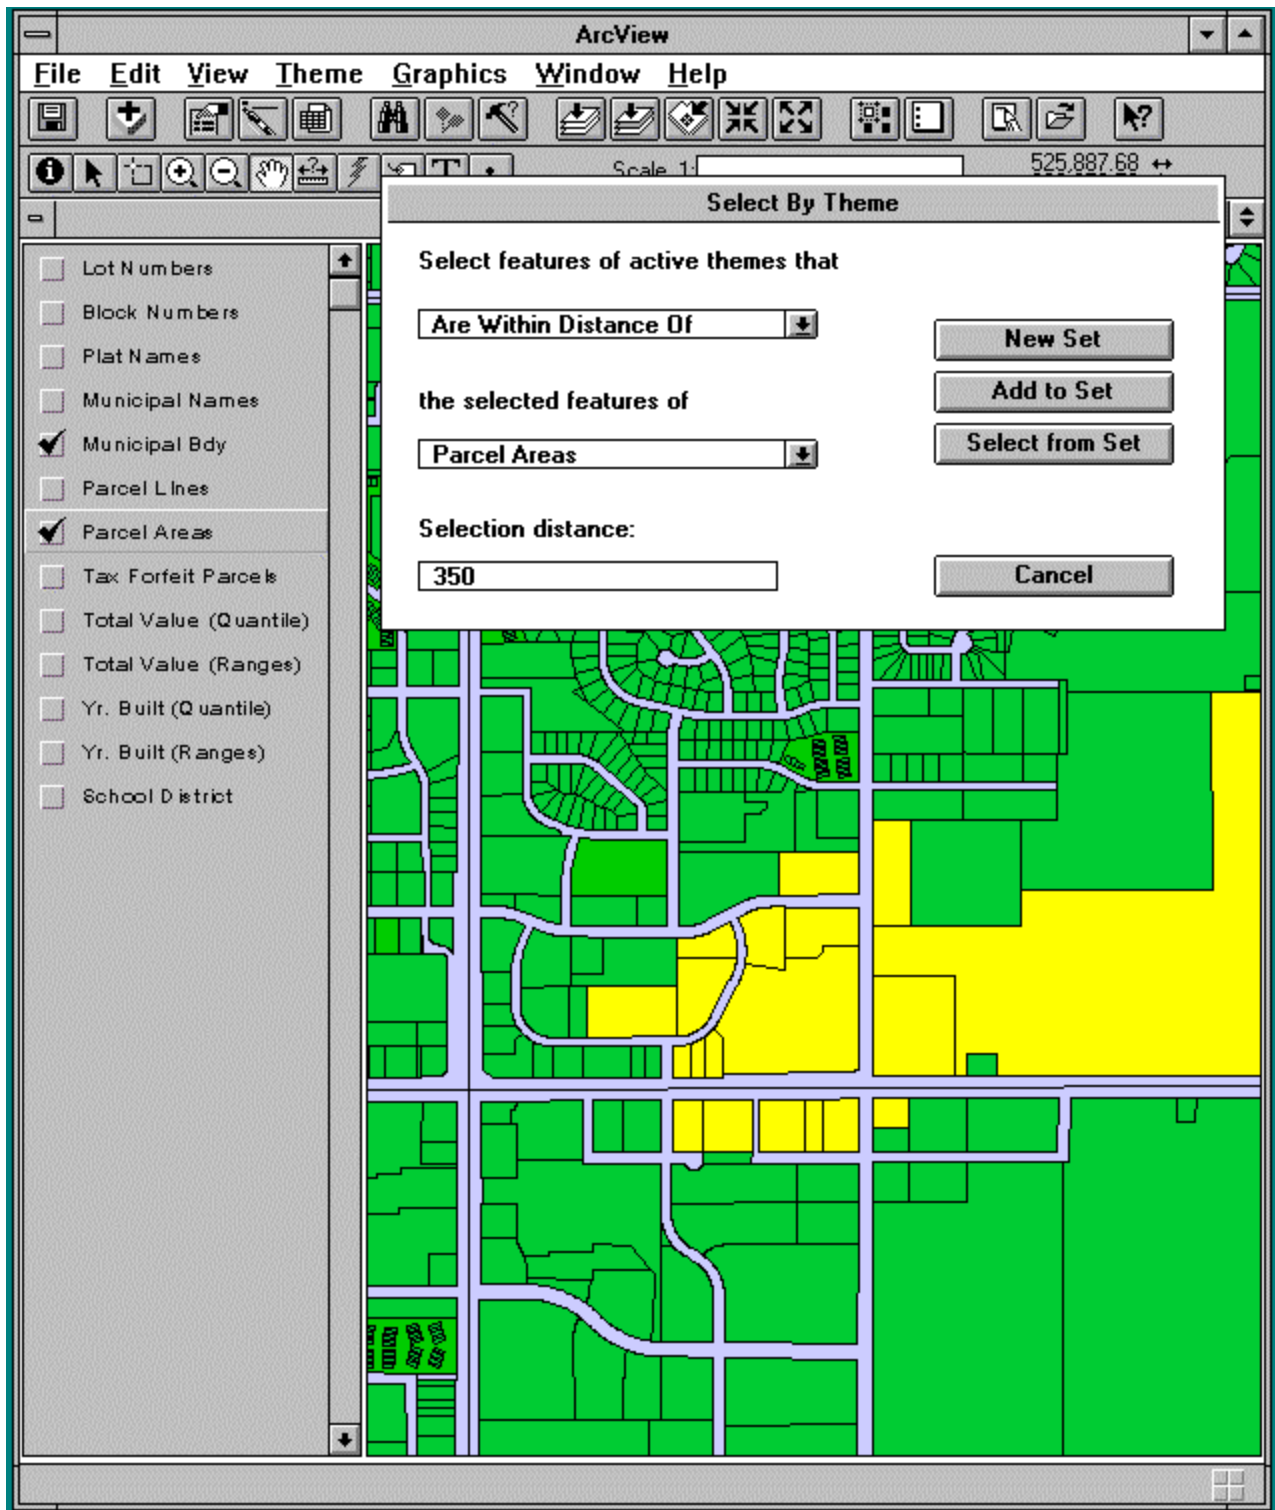 ArcView
File Edit View Theme Graphics Window Help
Scale 1:
525,887.68
Select By Theme
Select features of active themes that
Are Within Distance Of
the selected features of
Parcel Areas
Selection distance:
350
New Set
Add to Set
Select from Set
Cancel
Lot Numbers
Block Numbers
Plat Names
Municipal Names
Municipal Bdy
Parcel Lines
Parcel Areas
Tax Forfeit Parcels
Total Value (Quantile)
Total Value (Ranges)
Yr. Built (Quantile)
Yr. Built (Ranges)
School District